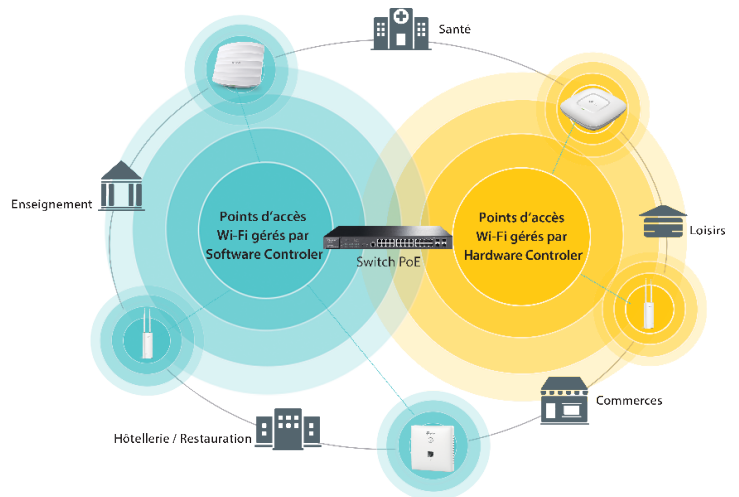 Santé
Enseignement
Points d'accès
Wi-Fi gérés par
Software Controler
Points d'accès
Wi-Fi gérés par
Hardware Controler
Switch PoE
Loisirs
Commerces
Hôtellerie / Restauration